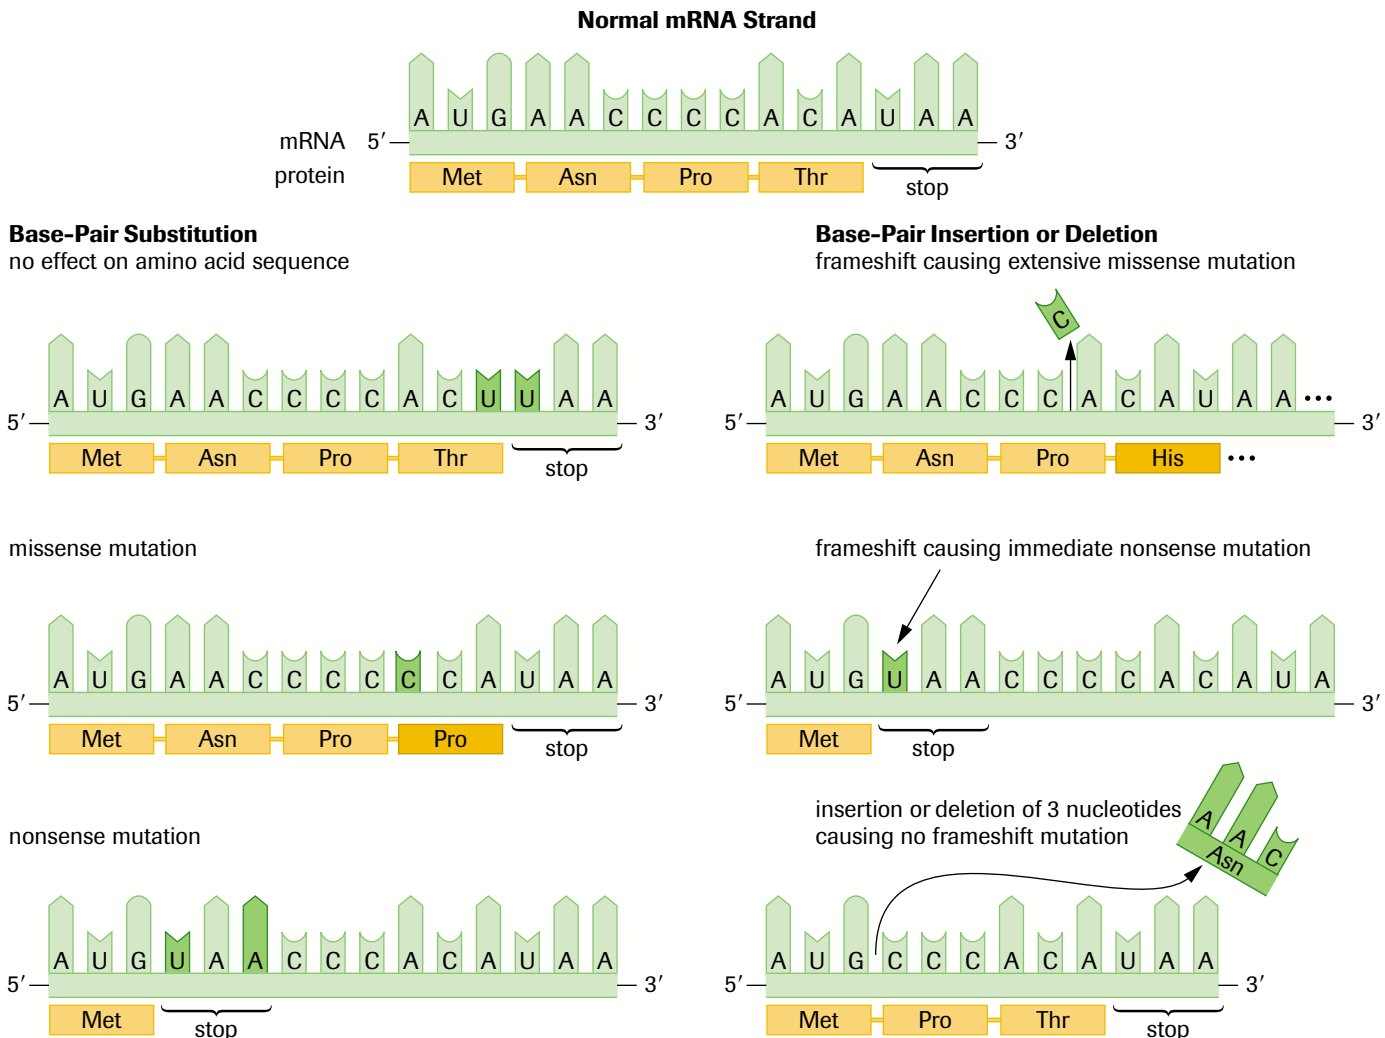 Normal mRNA Strand
A U G A A C C C C A C A U A A
mRNA 5′ 3′
protein Met Asn Pro Thr stop
Base-Pair Substitution
no effect on amino acid sequence
A U G A A C C C C A C U U A A
5′ 3′
Met Asn Pro Thr stop
missense mutation
A U G A A C C C C C C A U A A
5′ 3′
Met Asn Pro Pro stop
nonsense mutation
A U G U A A C C C A C A U A A
5′ 3′
Met stop
Base-Pair Insertion or Deletion
frameshift causing extensive missense mutation
C
A U G A A C C C A C A U A A •••
5′ 3′
Met Asn Pro His •••
frameshift causing immediate nonsense mutation
A U G U A A C C C C A C A U A
5′ 3′
Met stop
insertion or deletion of 3 nucleotides
causing no frameshift mutation
A A C
Asn
A U G C C C A C A U A A
5′ 3′
Met Pro Thr stop